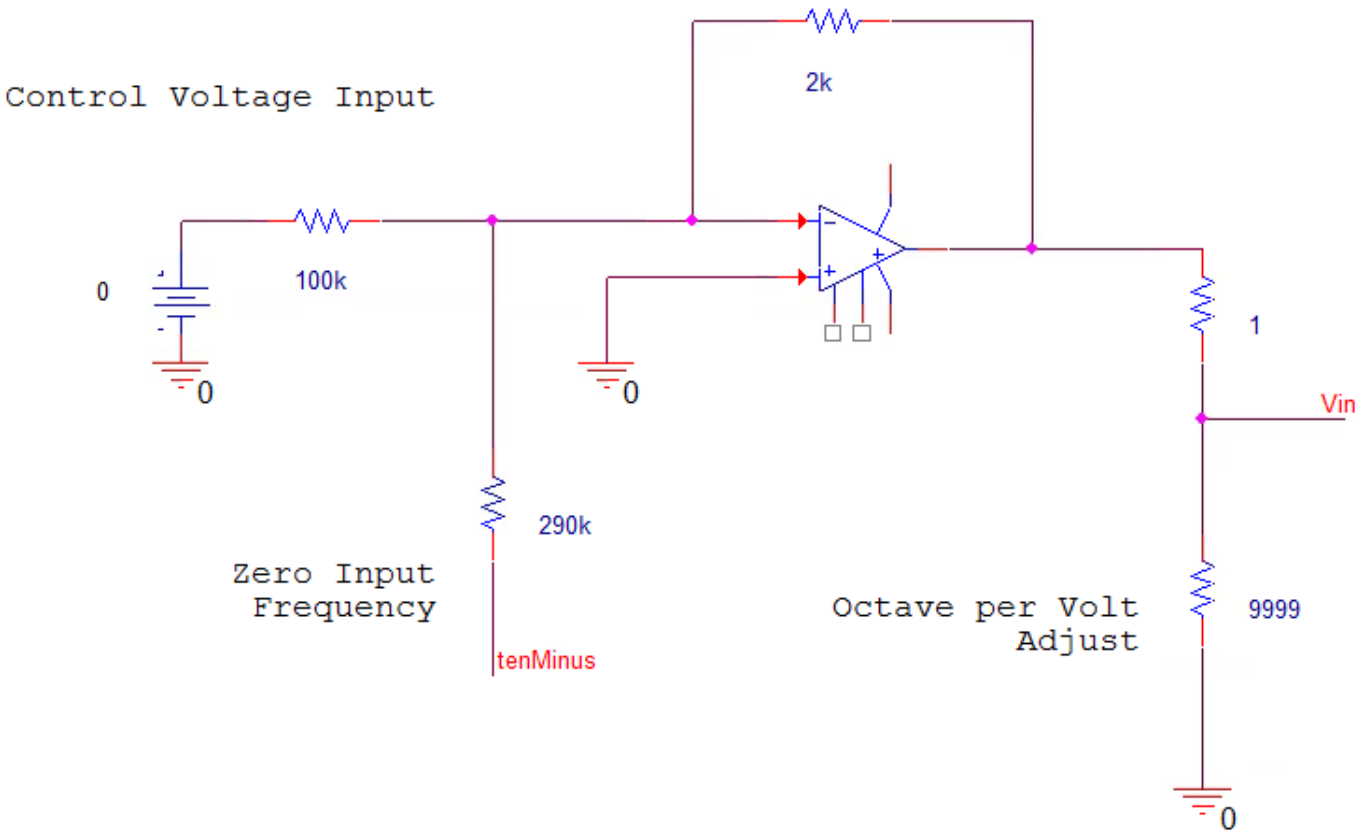 2k
Control Voltage Input
100k
0
0
0
1
Vin
290k
Zero Input
Frequency
9999
Octave per Volt
Adjust
tenMinus
0